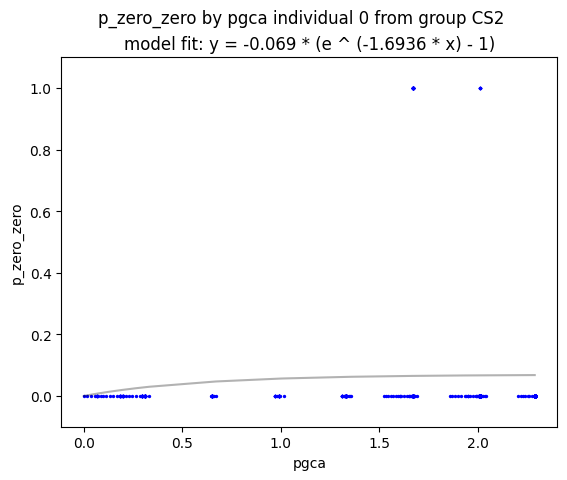 p_zero_zero by pgca individual 0 from group CS2
model fit: y = -0.069 * (e ^ (-1.6936 * x) - 1)
1.0
0.8
0.6
0.4
0.2
0.0
p_zero_zero
0.0 0.5 1.0 1.5 2.0
pgca